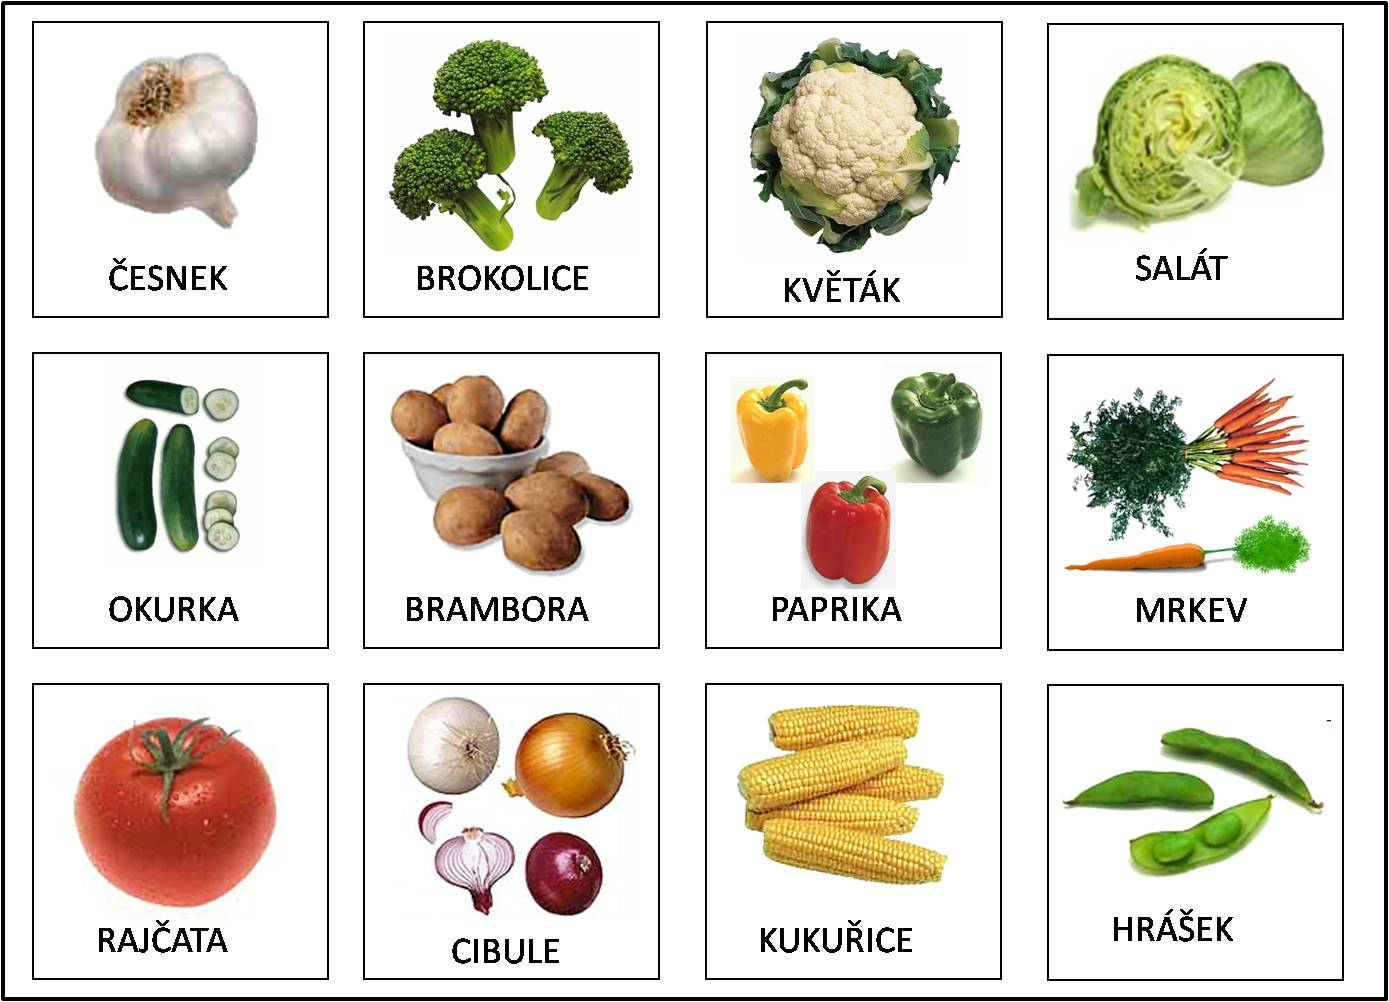 ČESNEK
BROKOLICE
KVĚTÁK
SALÁT
OKURKA
BRAMBORA
PAPRIKA
MRKEV
RAJČATA
CIBULE
KUKUŘICE
HRÁŠEK